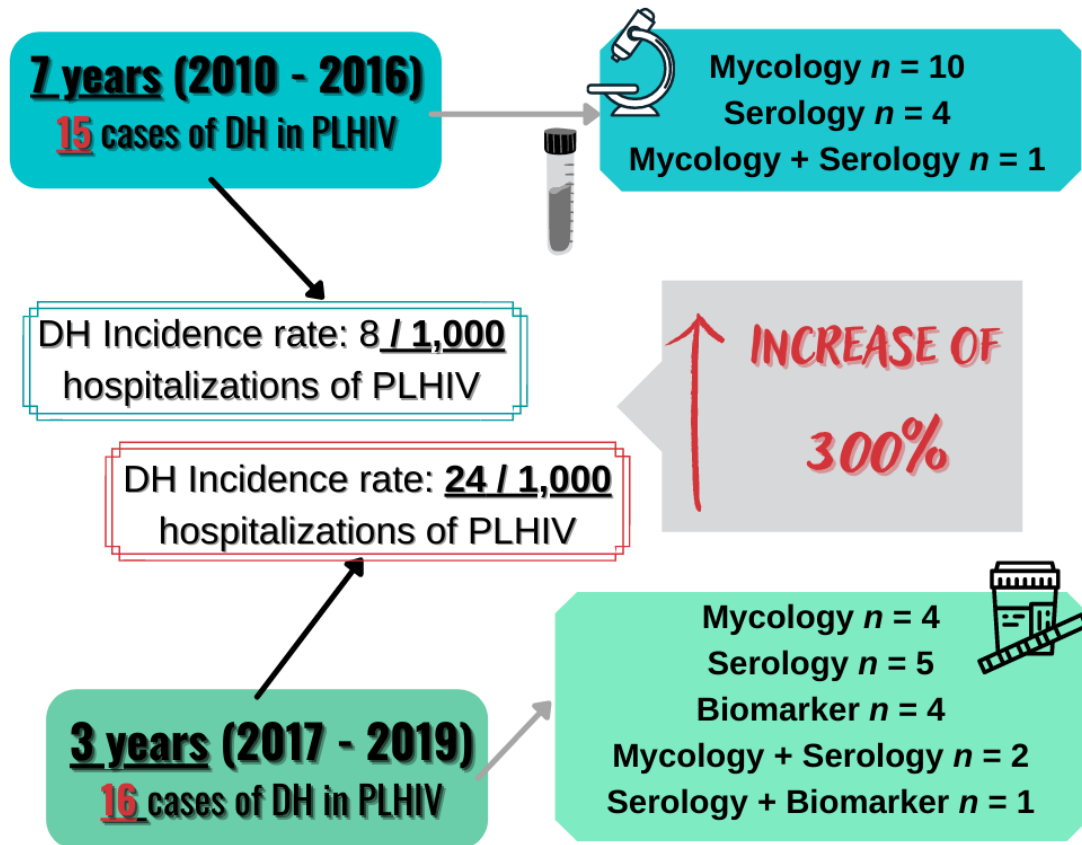 7 years (2010 - 2016)
15 cases of DH in PLHIV
Mycology n = 10
Serology n = 4
Mycology + Serology n = 1
DH Incidence rate: 8 / 1,000
hospitalizations of PLHIV
INCREASE OF
300%
DH Incidence rate: 24 / 1,000
hospitalizations of PLHIV
3 years (2017 - 2019)
16 cases of DH in PLHIV
Mycology n = 4
Serology n = 5
Biomarker n = 4
Mycology + Serology n = 2
Serology + Biomarker n = 1